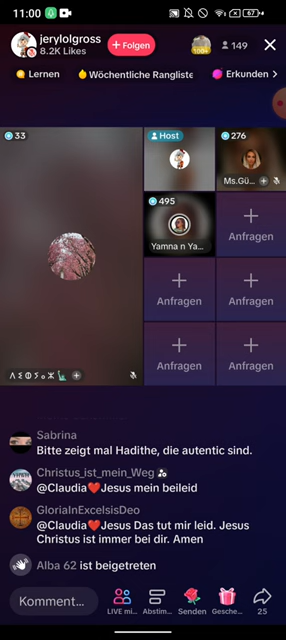 11:00
67
jerylolgross
8.2K Likes
+ Folgen
100+
149
Lernen
Wöchentliche Rangliste
Erkunden
33
Host
276
Ms.Gü...
495
Yamna n Ya...
Anfragen
Anfragen
Anfragen
Anfragen
Anfragen
Sabrina
Bitte zeigt mal Hadithe, die autentic sind.
Christus_ist_mein_Weg
@Claudia❤️Jesus mein beileid
GloriaInExcelsisDeo
@Claudia❤️Jesus Das tut mir leid. Jesus
Christus ist immer bei dir. Amen
Alba 62 ist beigetreten
Komment...
LIVE mi...
Abstim...
Senden
Gesche...
25